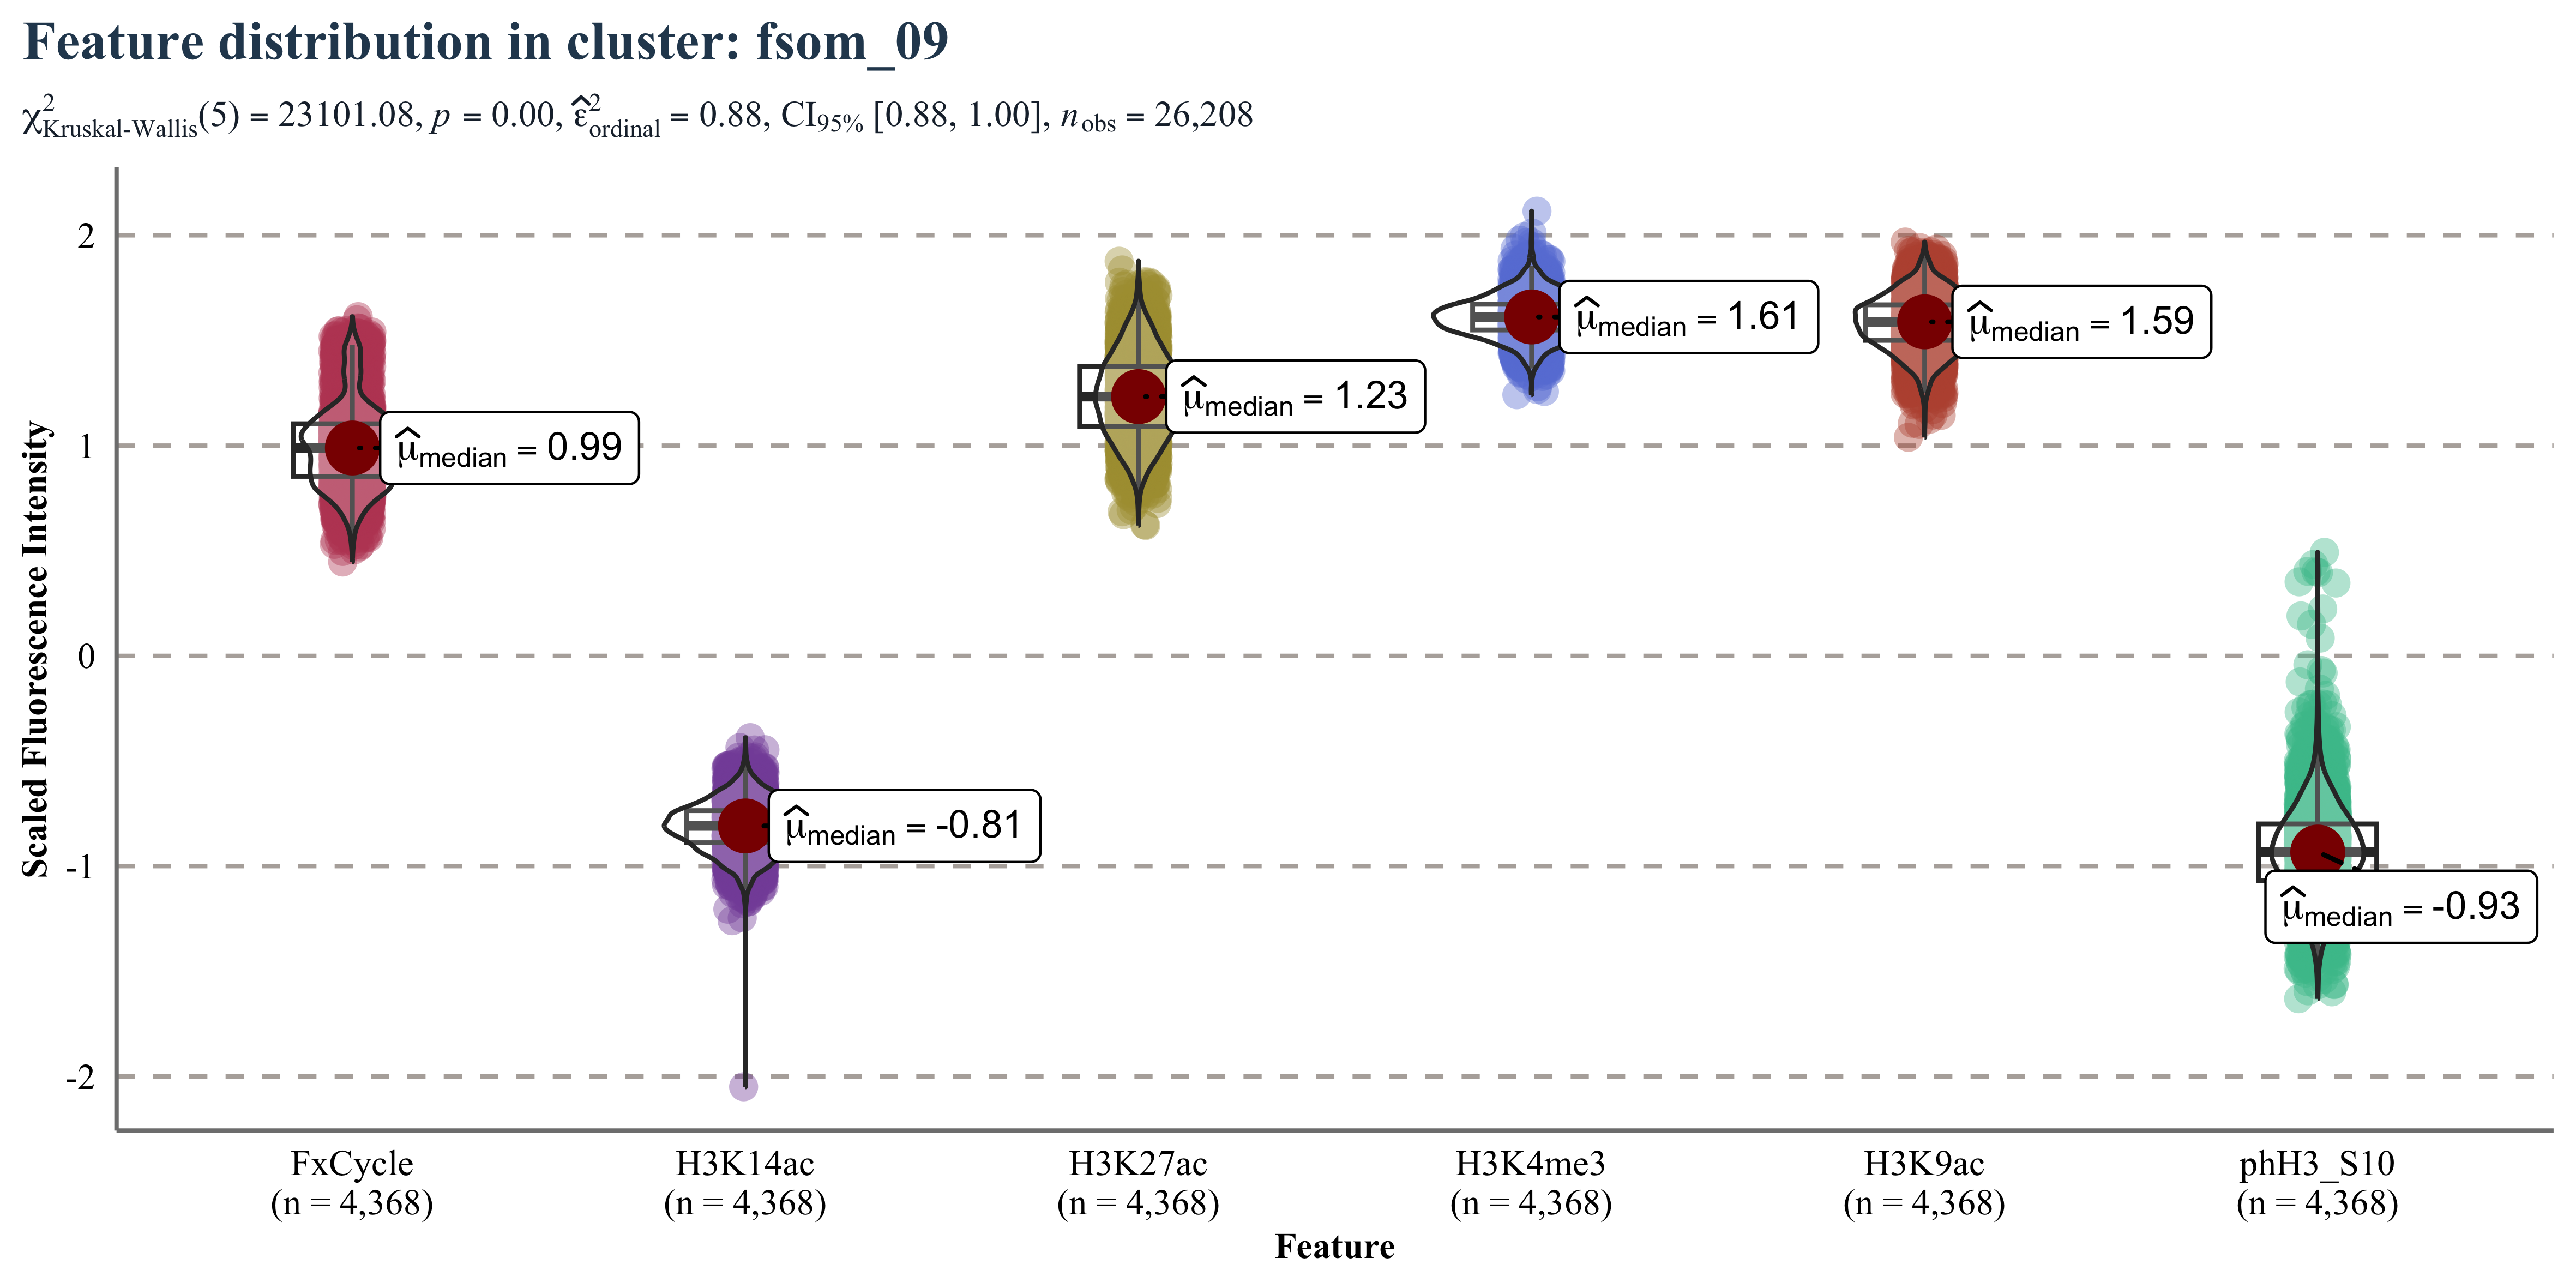 Feature distribution in cluster: fsom_09
χ²Kruskal-Wallis(5) = 23101.08, p = 0.00, ε̂²ordinal = 0.88, CI95% [0.88, 1.00], nobs = 26,208
Scaled Fluorescence Intensity
2
1
0
-1
-2
μ̂median = 0.99
μ̂median = -0.81
μ̂median = 1.23
μ̂median = 1.61
μ̂median = 1.59
μ̂median = -0.93
FxCycle
(n = 4,368)
H3K14ac
(n = 4,368)
H3K27ac
(n = 4,368)
H3K4me3
(n = 4,368)
H3K9ac
(n = 4,368)
phH3_S10
(n = 4,368)
Feature